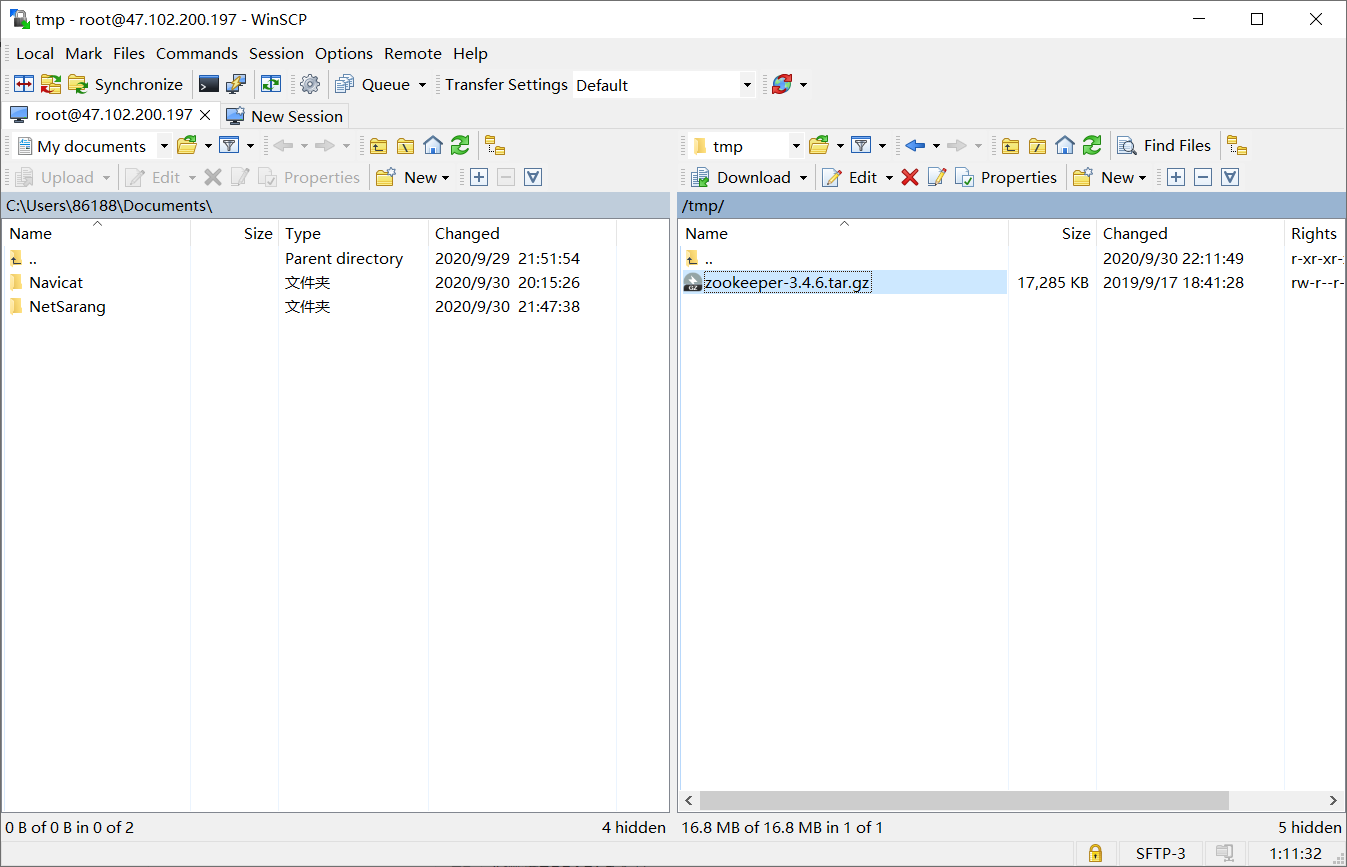 tmp - root@47.102.200.197 - WinSCP
Local Mark Files Commands Session Options Remote Help
Synchronize Queue Transfer Settings Default
root@47.102.200.197 New Session
My documents
Upload Edit Properties New
C:\Users\86188\Documents\
Name Size Type Changed
.. Parent directory 2020/9/29 21:51:54
Navicat 文件夹 2020/9/30 20:15:26
NetSarang 文件夹 2020/9/30 21:47:38
0 B of 0 B in 0 of 2 4 hidden
tmp Find Files
Download Edit Properties New
/tmp/
Name Size Changed Rights
.. 2020/9/30 22:11:49 r-xr-xr-
zookeeper-3.4.6.tar.gz 17,285 KB 2019/9/17 18:41:28 rw-r--r-
16.8 MB of 16.8 MB in 1 of 1 5 hidden
SFTP-3 1:11:32